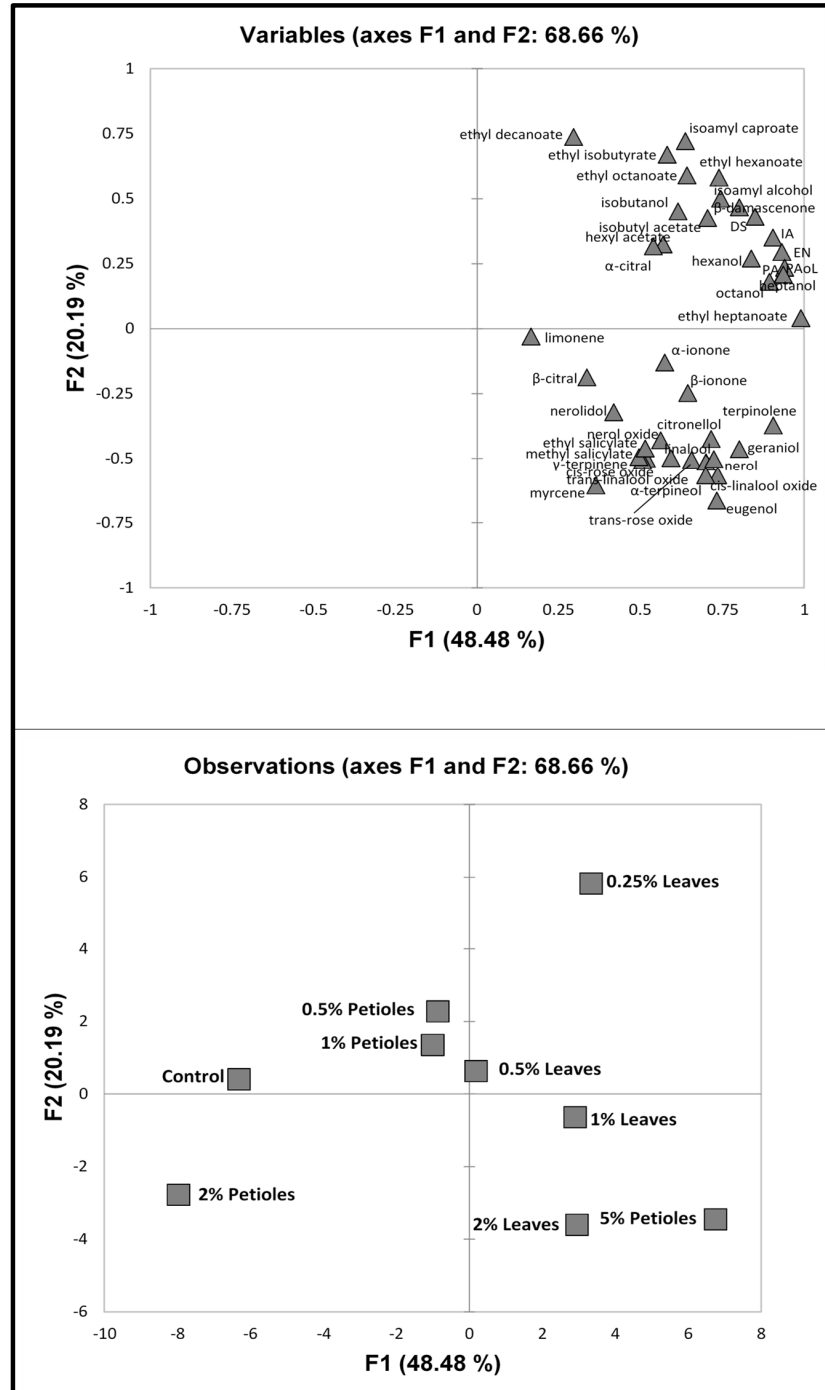 Variables (axes F1 and F2: 68.66 %)
1
0.75
0.5
0.25
0
-0.25
-0.5
-0.75
-1
F2 (20.19 %)
ethyl decanoate
isoamyl caproate
ethyl isobutyrate
ethyl hexanoate
ethyl octanoate
isoamyl alcohol
isobutanol
β-damascenone
isobutyl acetate
DS
IA
hexyl acetate
EN
α-citral
hexanol
PA
PAoL
heptanol
octanol
ethyl heptanoate
limonene
α-ionone
β-citral
β-ionone
nerolidol
terpinolene
citronellol
nerol oxide
ethyl salicylate
linalool
geraniol
methyl salicylate
γ-terpinene
nerol
cis-rose oxide
trans-linalool oxide
cis-linalool oxide
myrcene
α-terpineol
eugenol
trans-rose oxide
-1 -0.75 -0.5 -0.25 0 0.25 0.5 0.75 1
F1 (48.48 %)
Observations (axes F1 and F2: 68.66 %)
8
6
4
2
0
-2
-4
-6
F2 (20.19 %)
0.25% Leaves
0.5% Petioles
1% Petioles
0.5% Leaves
Control
1% Leaves
2% Petioles
2% Leaves
5% Petioles
-10 -8 -6 -4 -2 0 2 4 6 8
F1 (48.48 %)